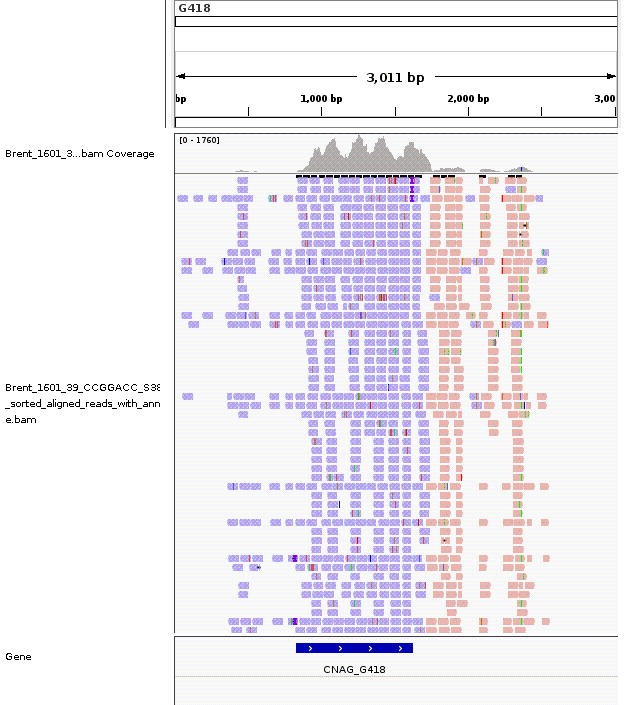 G418
3,011 bp
bp 1,000 bp 2,000 bp 3,00
[0 - 1760]
Brent_1601_3...bam Coverage
Brent_1601_39_CCGGACC_S38
_sorted_aligned_reads_with_ann
e.bam
Gene
CNAG_G418